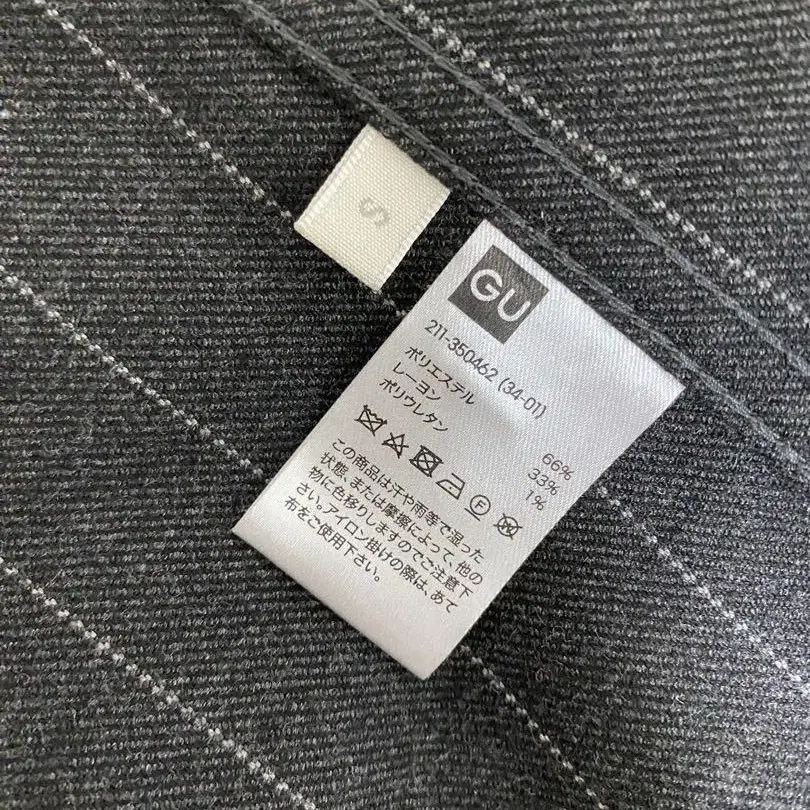 S
GU
211-350462 (34-01)
ポリエステル 66%
レーヨン 33%
ポリウレタン 1%
F
この商品は汗や雨等で湿った
状態、または摩擦によって、他の
物に色移りしますのでご注意下
さい。アイロン掛けの際は、あて
布をご使用下さい。